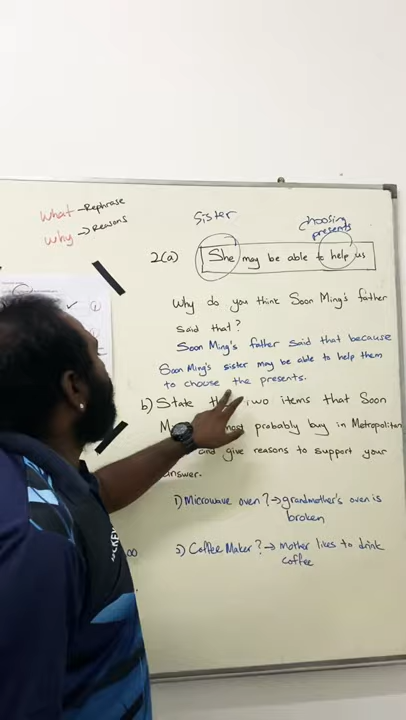 What - Rephrase
Why → Reasons
Sister
choosing
presents
2(a) She may be able to help us
Why do you think Soon Ming's father
said that?
Soon Ming's father said that because
Soon Ming's sister may be able to help them
to choose the presents.
b) State the two items that Soon
most probably buy in Metropolitan
and give reasons to support your
answer.
1) Microwave oven? → grandmother's oven is
broken
2) Coffee Maker? → mother likes to drink
coffee